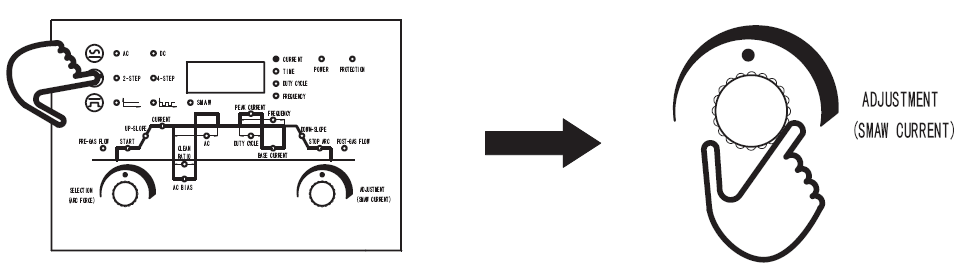 AC
DC
2-STEP
4-STEP
SMAW
CURRENT
TIME
DUTY CYCLE
FREQUENCY
POWER
PROTECTION
PRE-GAS FLOW
START
UP-SLOPE
CURRENT
CLEAN
RATIO
AC BIAS
AC
PEAK CURRENT
FREQUENCY
DUTY CYCLE
BASE CURRENT
DOWN-SLOPE
STOP ARC
POST-GAS FLOW
SELECTION
(ARC FORCE)
ADJUSTMENT
(SMAW CURRENT)
ADJUSTMENT
(SMAW CURRENT)